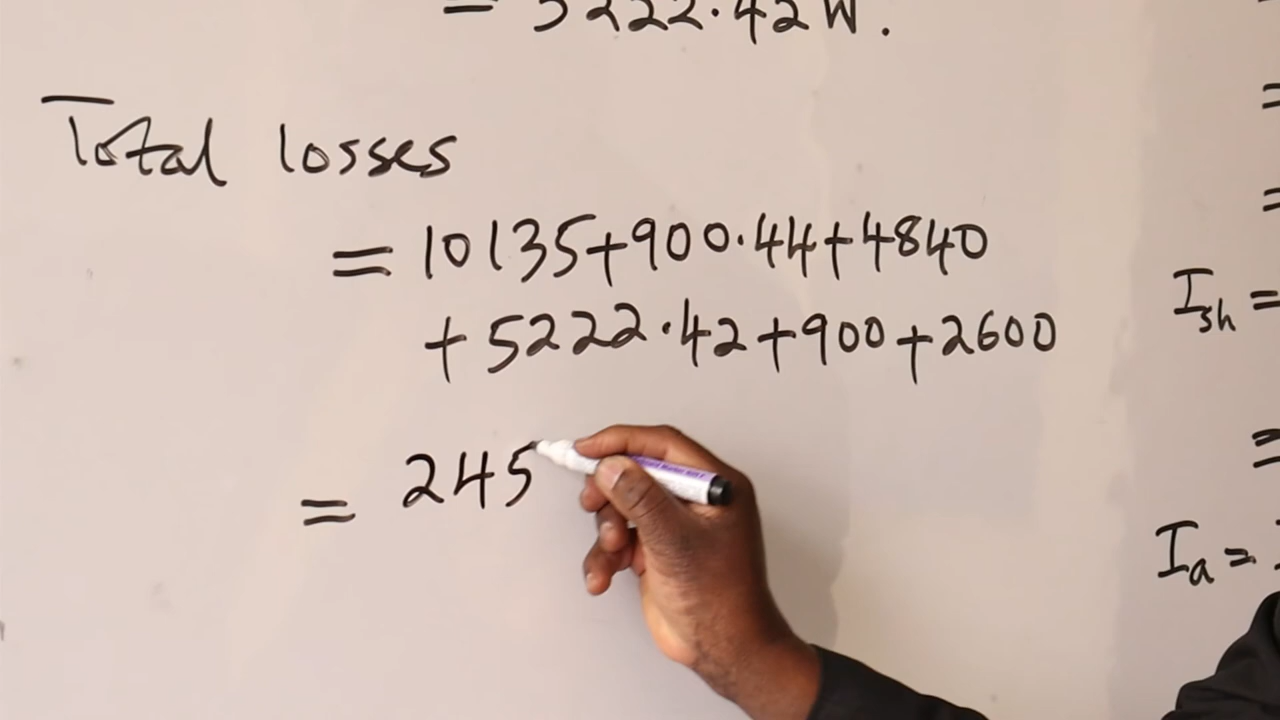 = 5222.42W.
Total losses
= 10135+900.44+4840
+5222.42+900+2600
= 245
=
=
Ish =
=
Ia =